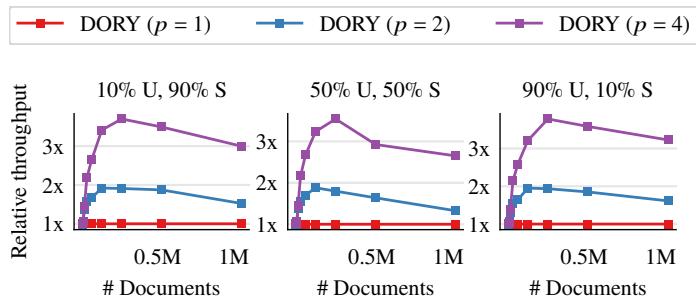 DORY (p = 1) DORY (p = 2) DORY (p = 4)
10% U, 90% S 50% U, 50% S 90% U, 10% S
Relative throughput
3x 3x 3x
2x 2x 2x
1x 1x 1x
0.5M 1M 0.5M 1M 0.5M 1M
# Documents # Documents # Documents